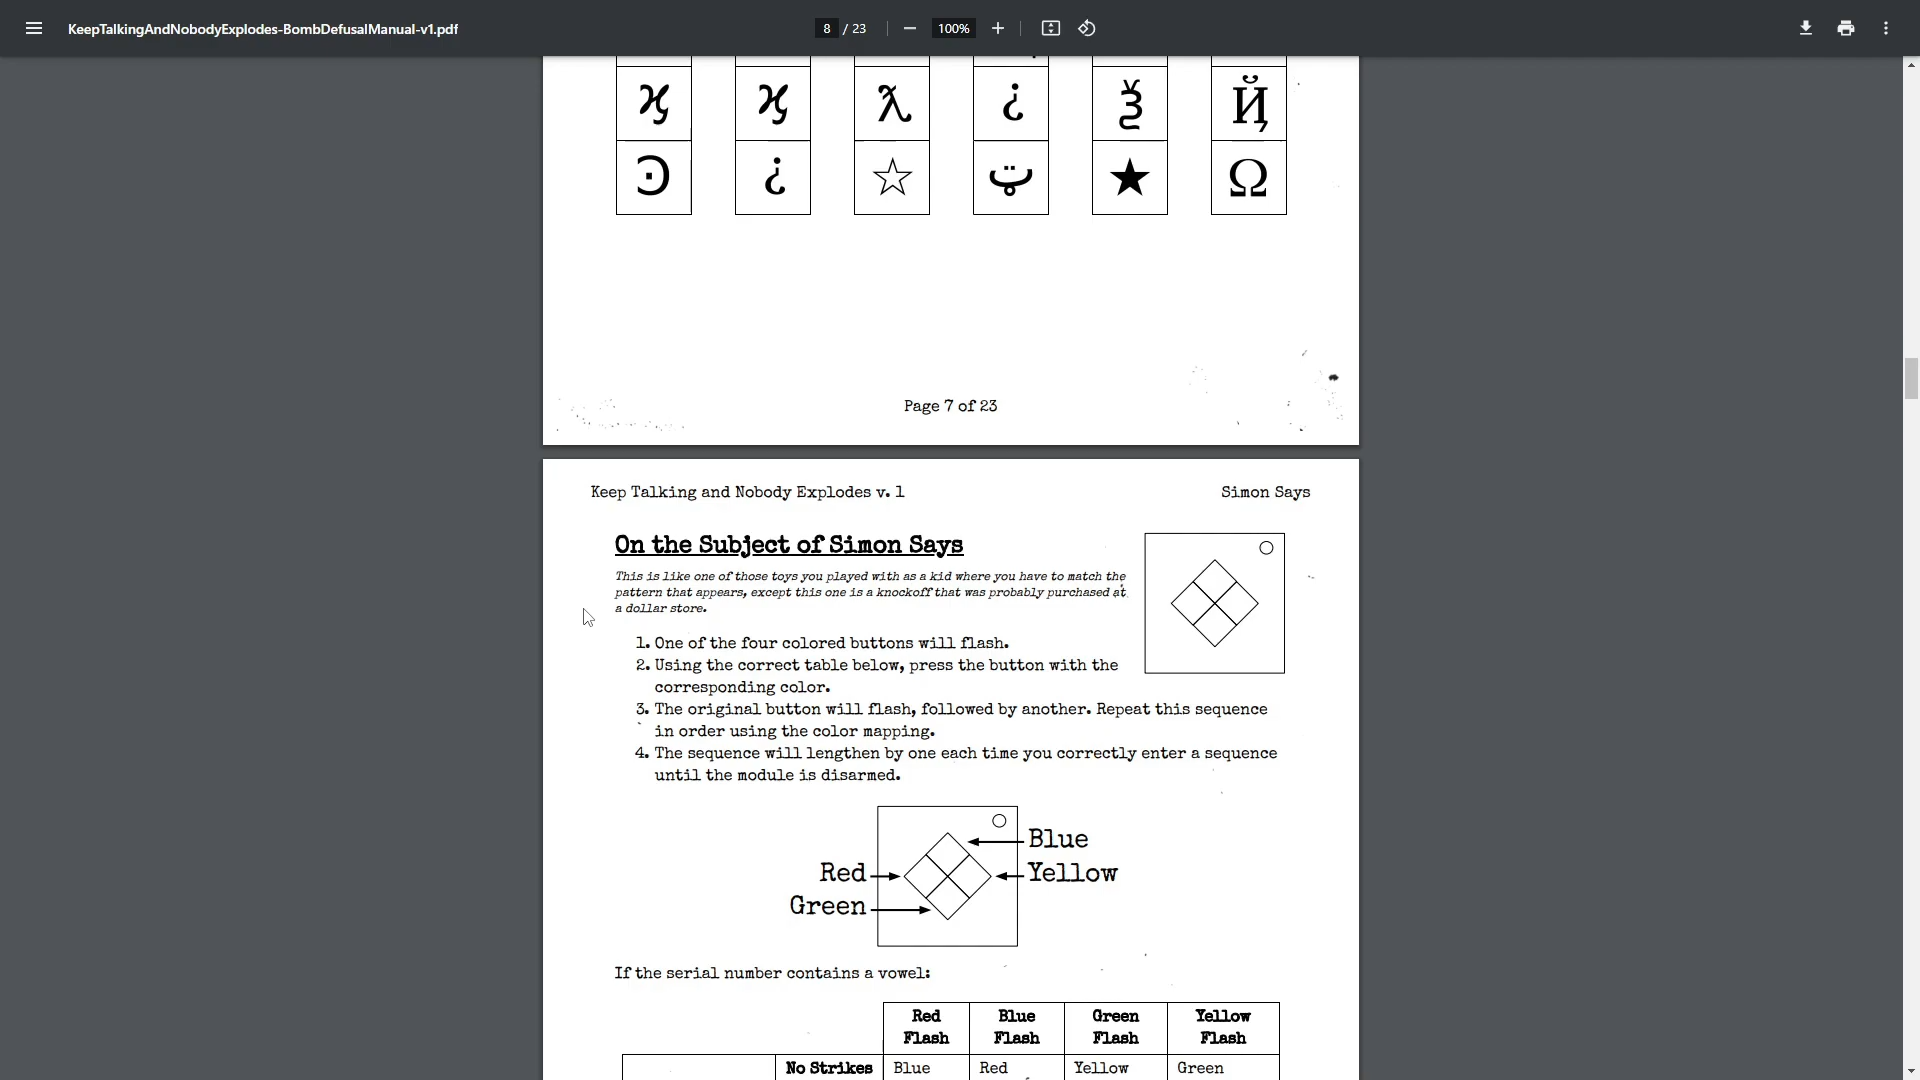 KeepTalkingAndNobodyExplodes-BombDefusalManual-v1.pdf
8 / 23
100%
ϗ ϗ ƛ ¿ Ѯ Ҋ
Ͽ ¿ ☆ ټ ★ Ω
Page 7 of 23
Keep Talking and Nobody Explodes v. 1
Simon Says
On the Subject of Simon Says
This is like one of those toys you played with as a kid where you have to match the
pattern that appears, except this one is a knockoff that was probably purchased at
a dollar store.
1. One of the four colored buttons will flash.
2. Using the correct table below, press the button with the
corresponding color.
3. The original button will flash, followed by another. Repeat this sequence
in order using the color mapping.
4. The sequence will lengthen by one each time you correctly enter a sequence
until the module is disarmed.
Blue
Red
Yellow
Green
If the serial number contains a vowel:
Red Flash
Blue Flash
Green Flash
Yellow Flash
No Strikes Blue Red Yellow Green